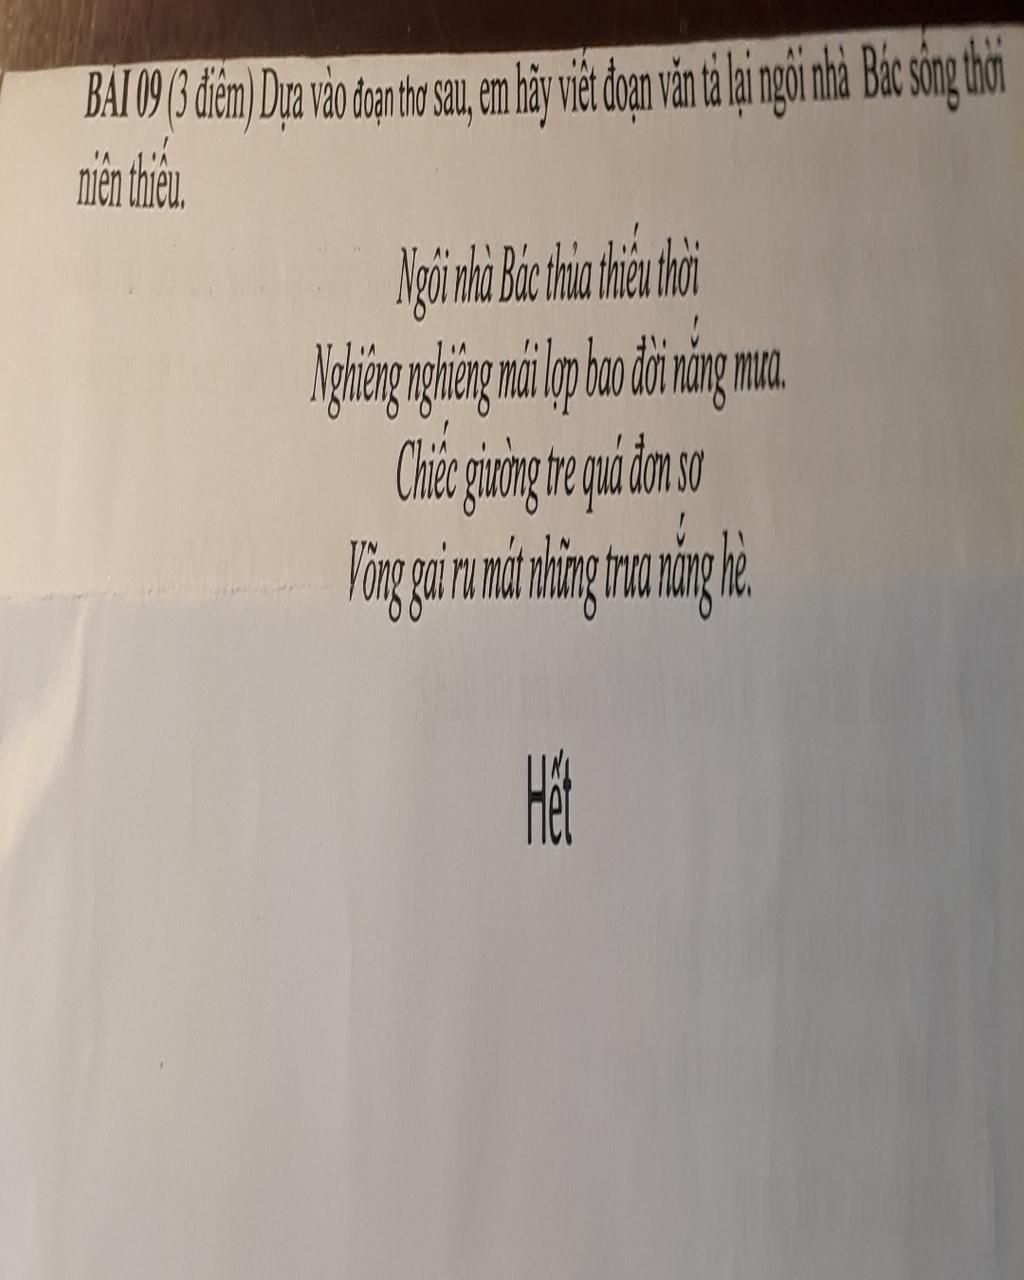 BÀI 09 (3 điểm) Dựa vào đoạn thơ sau, em hãy viết đoạn văn tả lại ngôi nhà Bác sống thời
niên thiếu.
Ngôi nhà Bác thủa thiếu thời
Nghiêng nghiêng mái lợp bao đời nắng mưa.
Chiếc giường tre quá đơn sơ
Võng gai ru mát những trưa nắng hè.
Hết